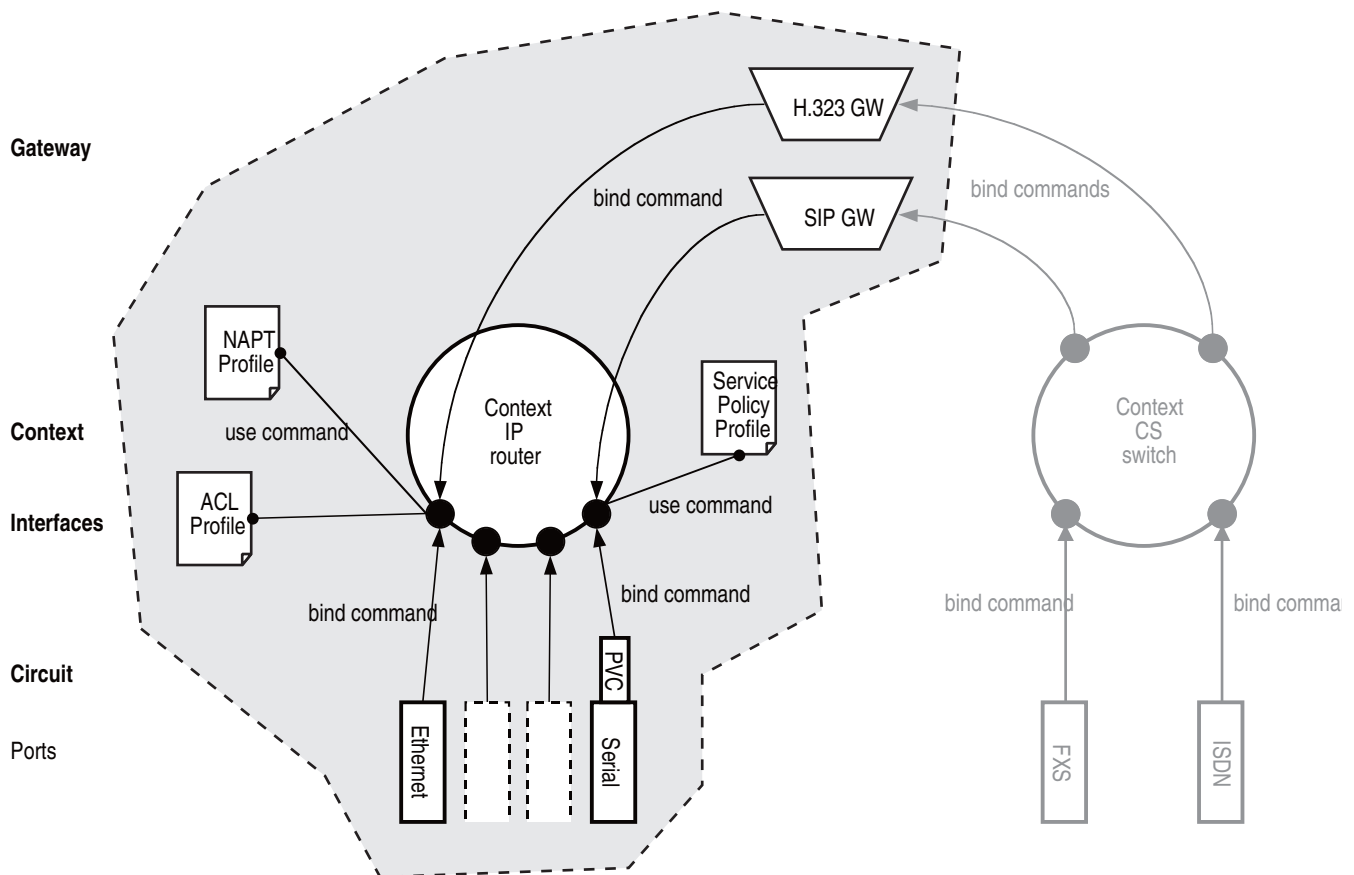 H.323 GW
Gateway
bind command
bind commands
SIP GW
NAPT
Profile
Service
Policy
Profile
Context
IP
router
Context
CS
switch
Context
use command
ACL
Profile
use command
Interfaces
bind command
bind command
bind command
bind comma
Circuit
PVC
Ports
Ethernet
Serial
FXS
ISDN